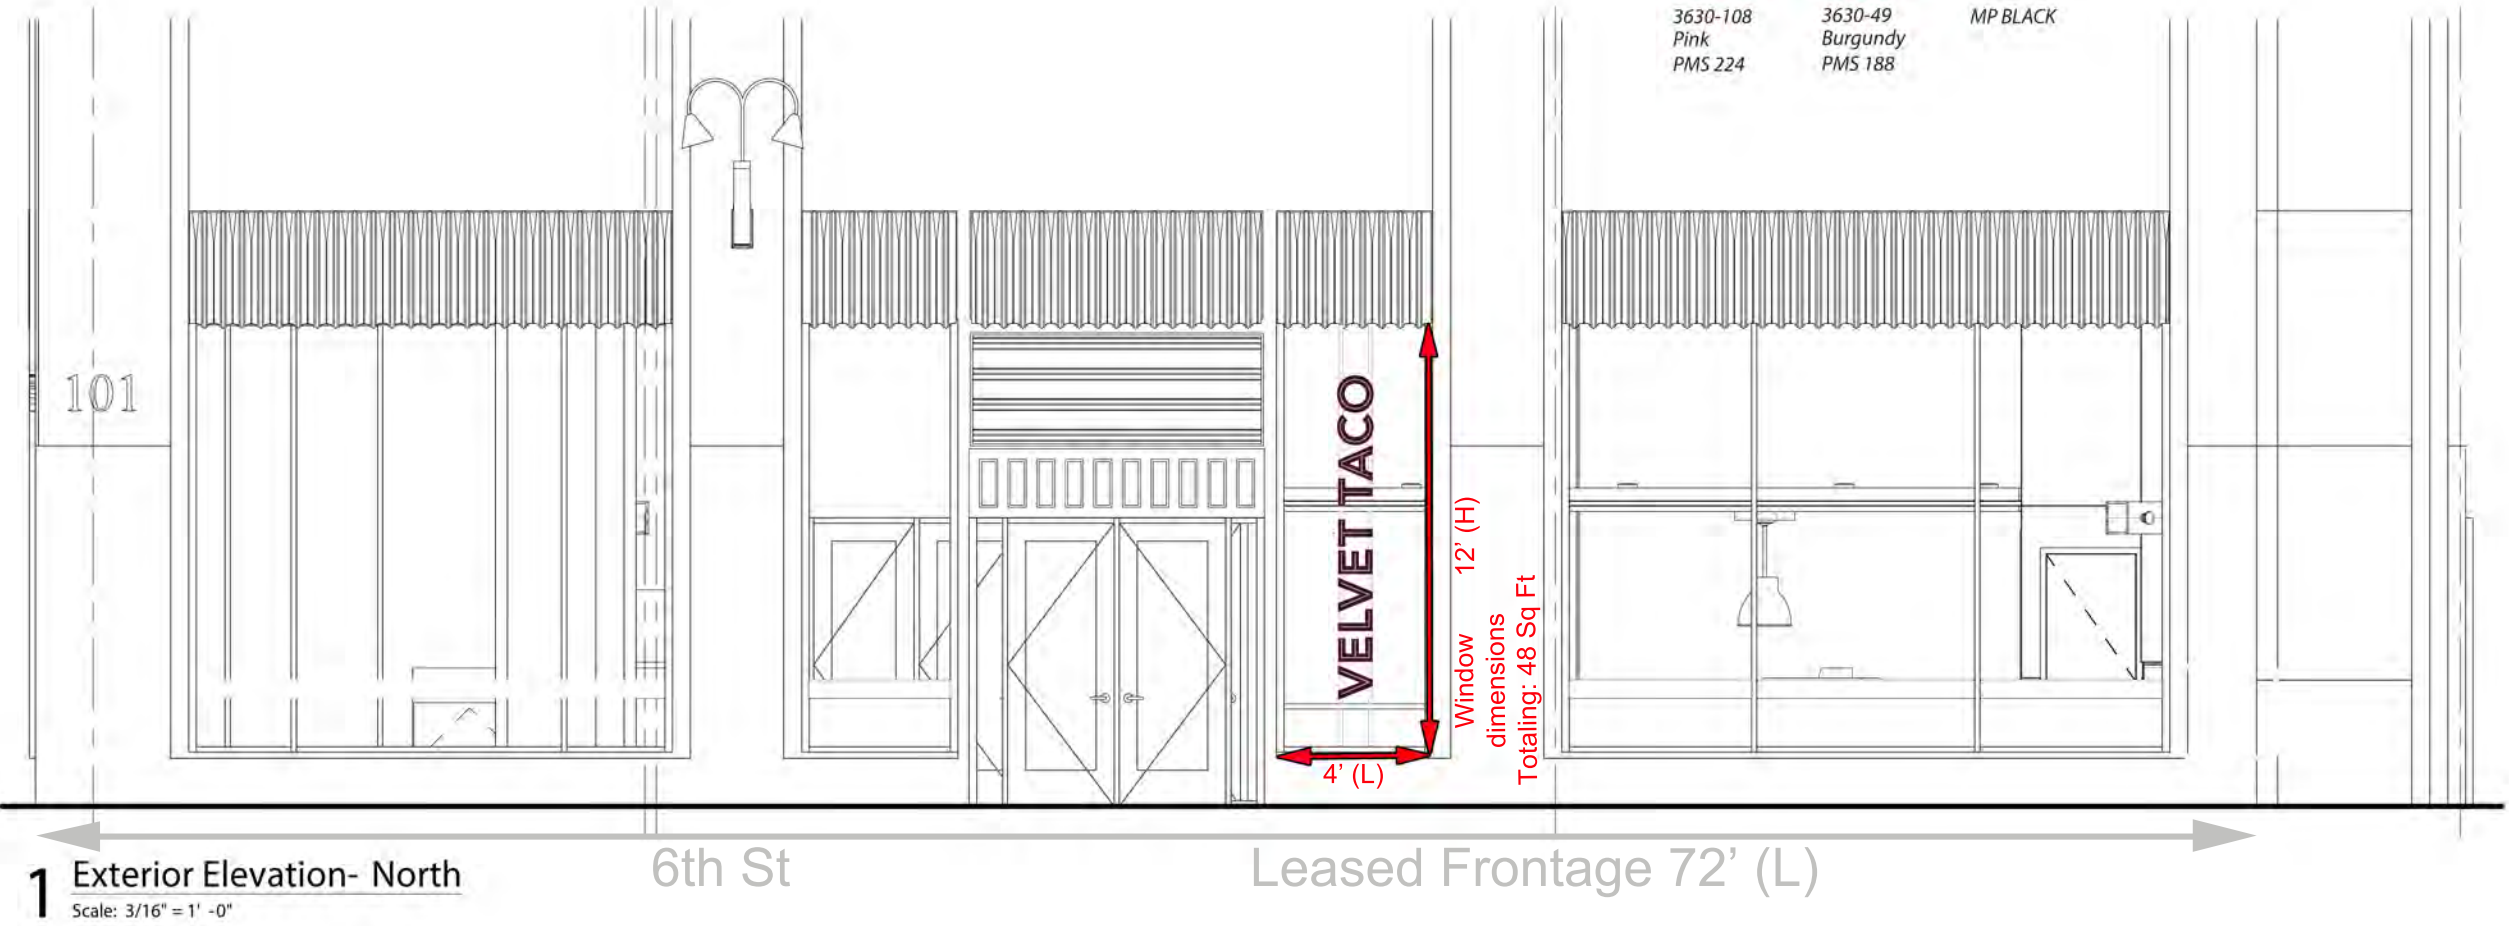 3630-108 3630-49 MP BLACK
Pink Burgundy
PMS 224 PMS 188
101
VELVET TACO
12' (H)
Window
dimensions
Totaling: 48 Sq Ft
4' (L)
6th St Leased Frontage 72' (L)
1 Exterior Elevation- North
Scale: 3/16" = 1' -0"